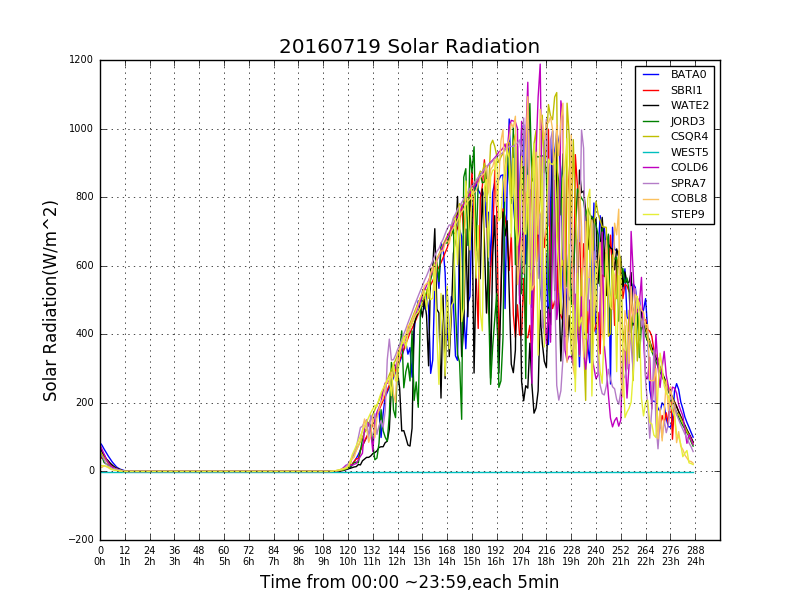 20160719 Solar Radiation
1200
1000
800
600
400
200
0
−200
Solar Radiation(W/m^2)
BATA0
SBRI1
WATE2
JORD3
CSQR4
WEST5
COLD6
SPRA7
COBL8
STEP9
0 12 24 36 48 60 72 84 96 108 120 132 144 156 168 180 192 204 216 228 240 252 264 276 288
0h 1h 2h 3h 4h 5h 6h 7h 8h 9h 10h 11h 12h 13h 14h 15h 16h 17h 18h 19h 20h 21h 22h 23h 24h
Time from 00:00 ~23:59,each 5min